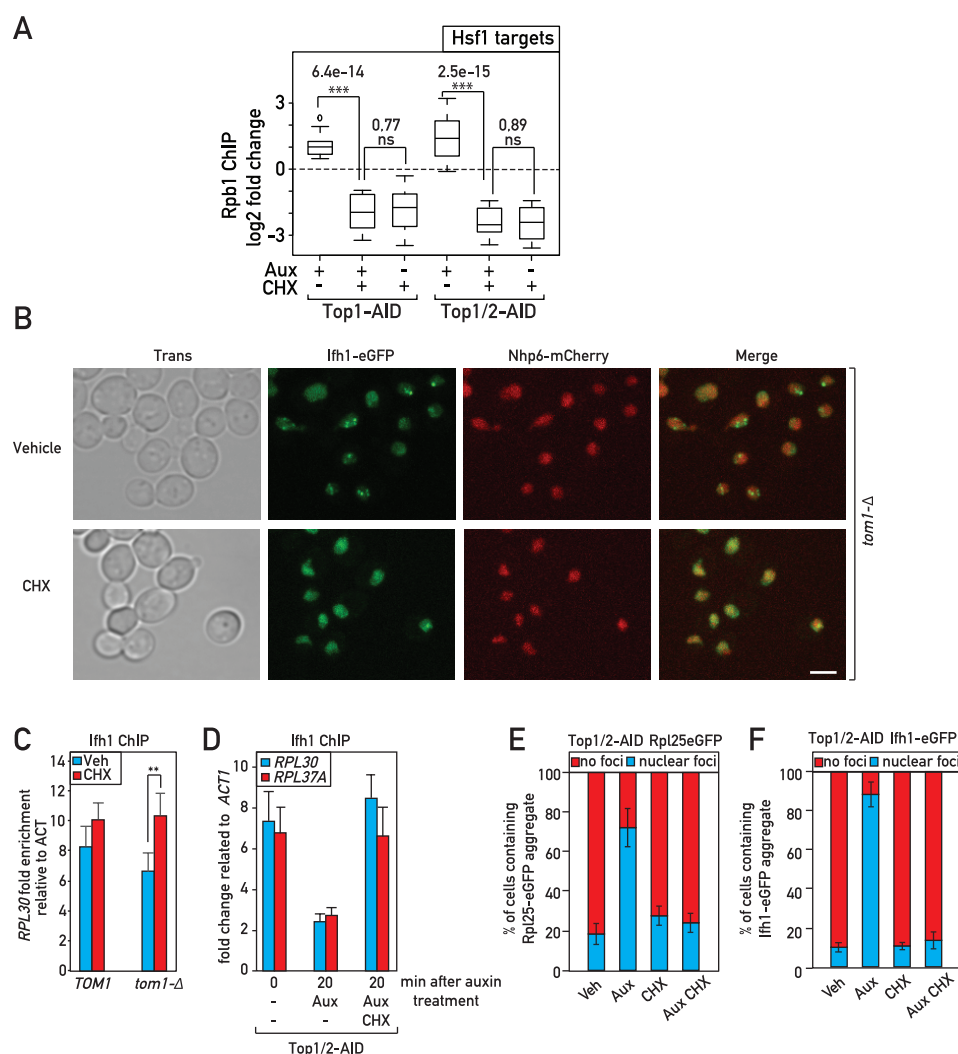 A
Hsf1 targets
6.4e-14
***
2.5e-15
***
0,77
ns
0,89
ns
Rpb1 ChIP
log2 fold change
3
0
-3
Aux + + - + + -
CHX - + + - + +
Top1-AID Top1/2-AID
B
Trans Ifh1-eGFP Nhp6-mCherry Merge
Vehicle
CHX
tom1-Δ
C
Ifh1 ChIP
Veh
CHX
**
RPL30 fold enrichment
relative to ACT
14
12
10
8
6
4
2
0
TOM1 tom1-Δ
D
Ifh1 ChIP
RPL30
RPL37A
fold change related to ACT1
10
8
6
4
2
0
0 20 20 min after auxin
- Aux Aux treatment
- - CHX
Top1/2-AID
E
Top1/2-AID Rpl25eGFP
no foci nuclear foci
% of cells containing
Rpl25-eGFP aggregate
100
80
60
40
20
0
Veh Aux CHX Aux CHX
F
Top1/2-AID Ifh1-eGFP
no foci nuclear foci
% of cells containing
Ifh1-eGFP aggregate
100
80
60
40
20
0
Veh Aux CHX Aux CHX